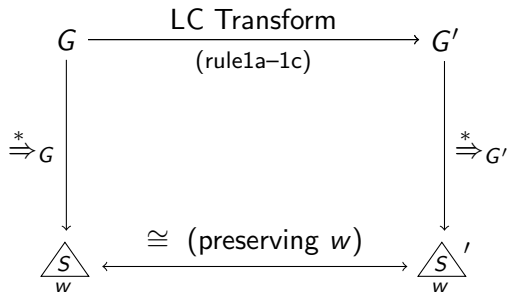 LC Transform
G G′
(rule1a–1c)
*⇒G *⇒G′
≅ (preserving w)
S S ′
w w